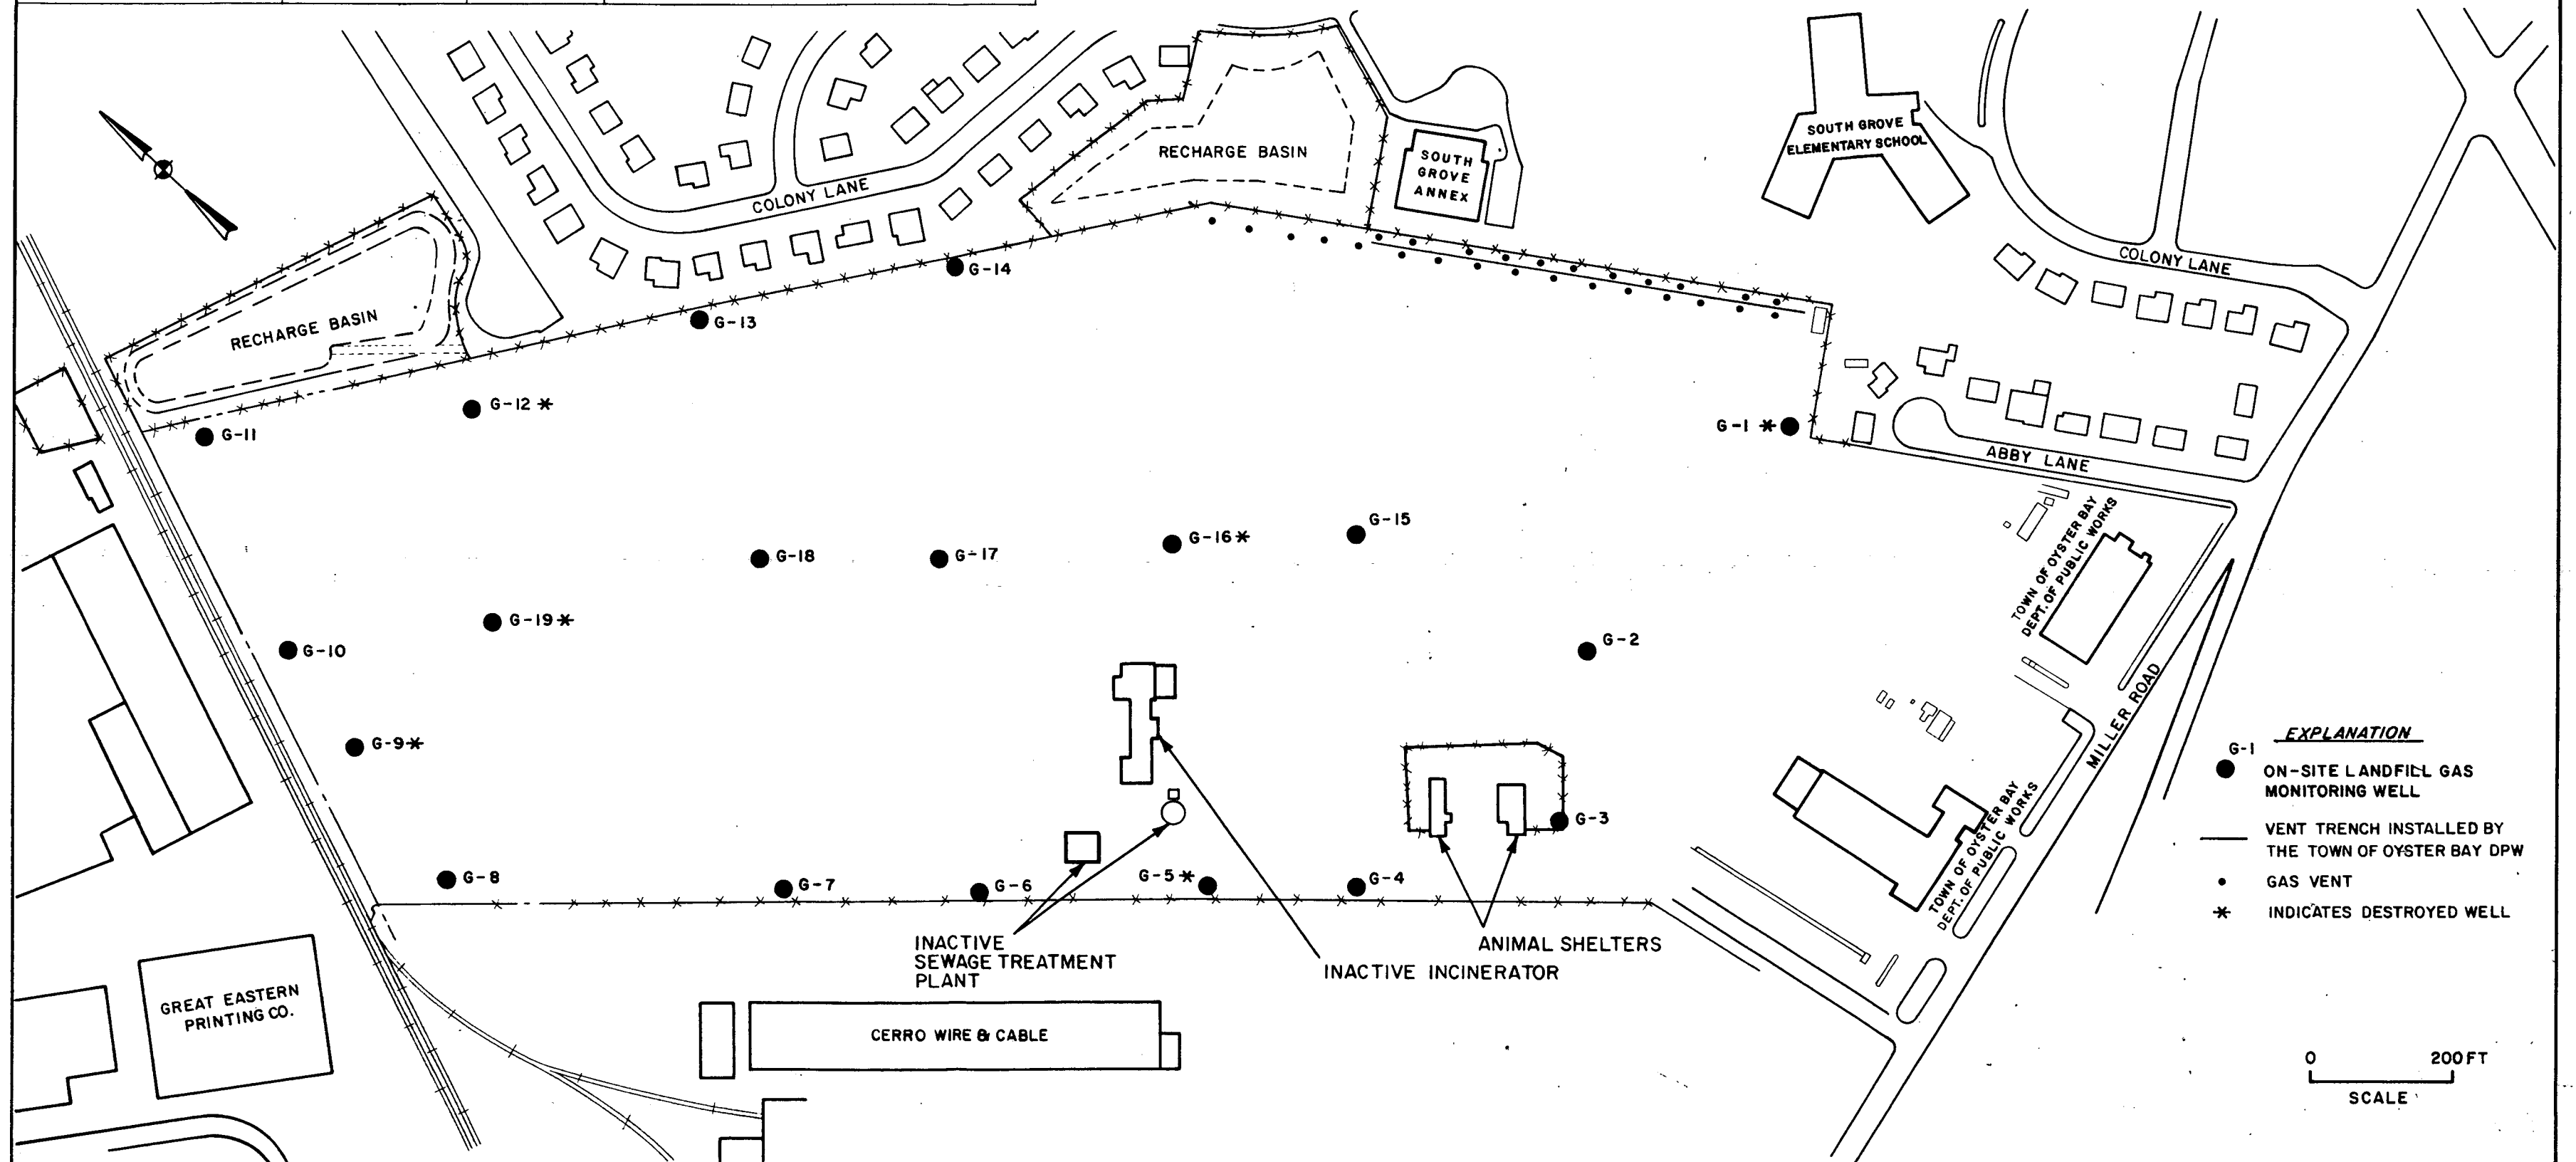 SOUTH GROVE
ELEMENTARY SCHOOL
RECHARGE BASIN
SOUTH
GROVE
ANNEX
COLONY LANE
COLONY LANE
G-14
RECHARGE BASIN
G-13
G-12 *
G-11
G-1 *
ABBY LANE
G-18
G-17
G-16 *
G-15
TOWN OF OYSTER BAY
DEPT. OF PUBLIC WORKS
G-19 *
G-10
G-2
G-9 *
MILLER ROAD
G-3
TOWN OF OYSTER BAY
DEPT. OF PUBLIC WORKS
G-8
G-7
G-6
G-5 *
G-4
INACTIVE
SEWAGE TREATMENT
PLANT
INACTIVE INCINERATOR
ANIMAL SHELTERS
GREAT EASTERN
PRINTING CO.
CERRO WIRE & CABLE
EXPLANATION
G-1
ON-SITE LANDFILL GAS
MONITORING WELL
VENT TRENCH INSTALLED BY
THE TOWN OF OYSTER BAY DPW
GAS VENT
* INDICATES DESTROYED WELL
0 200 FT
SCALE